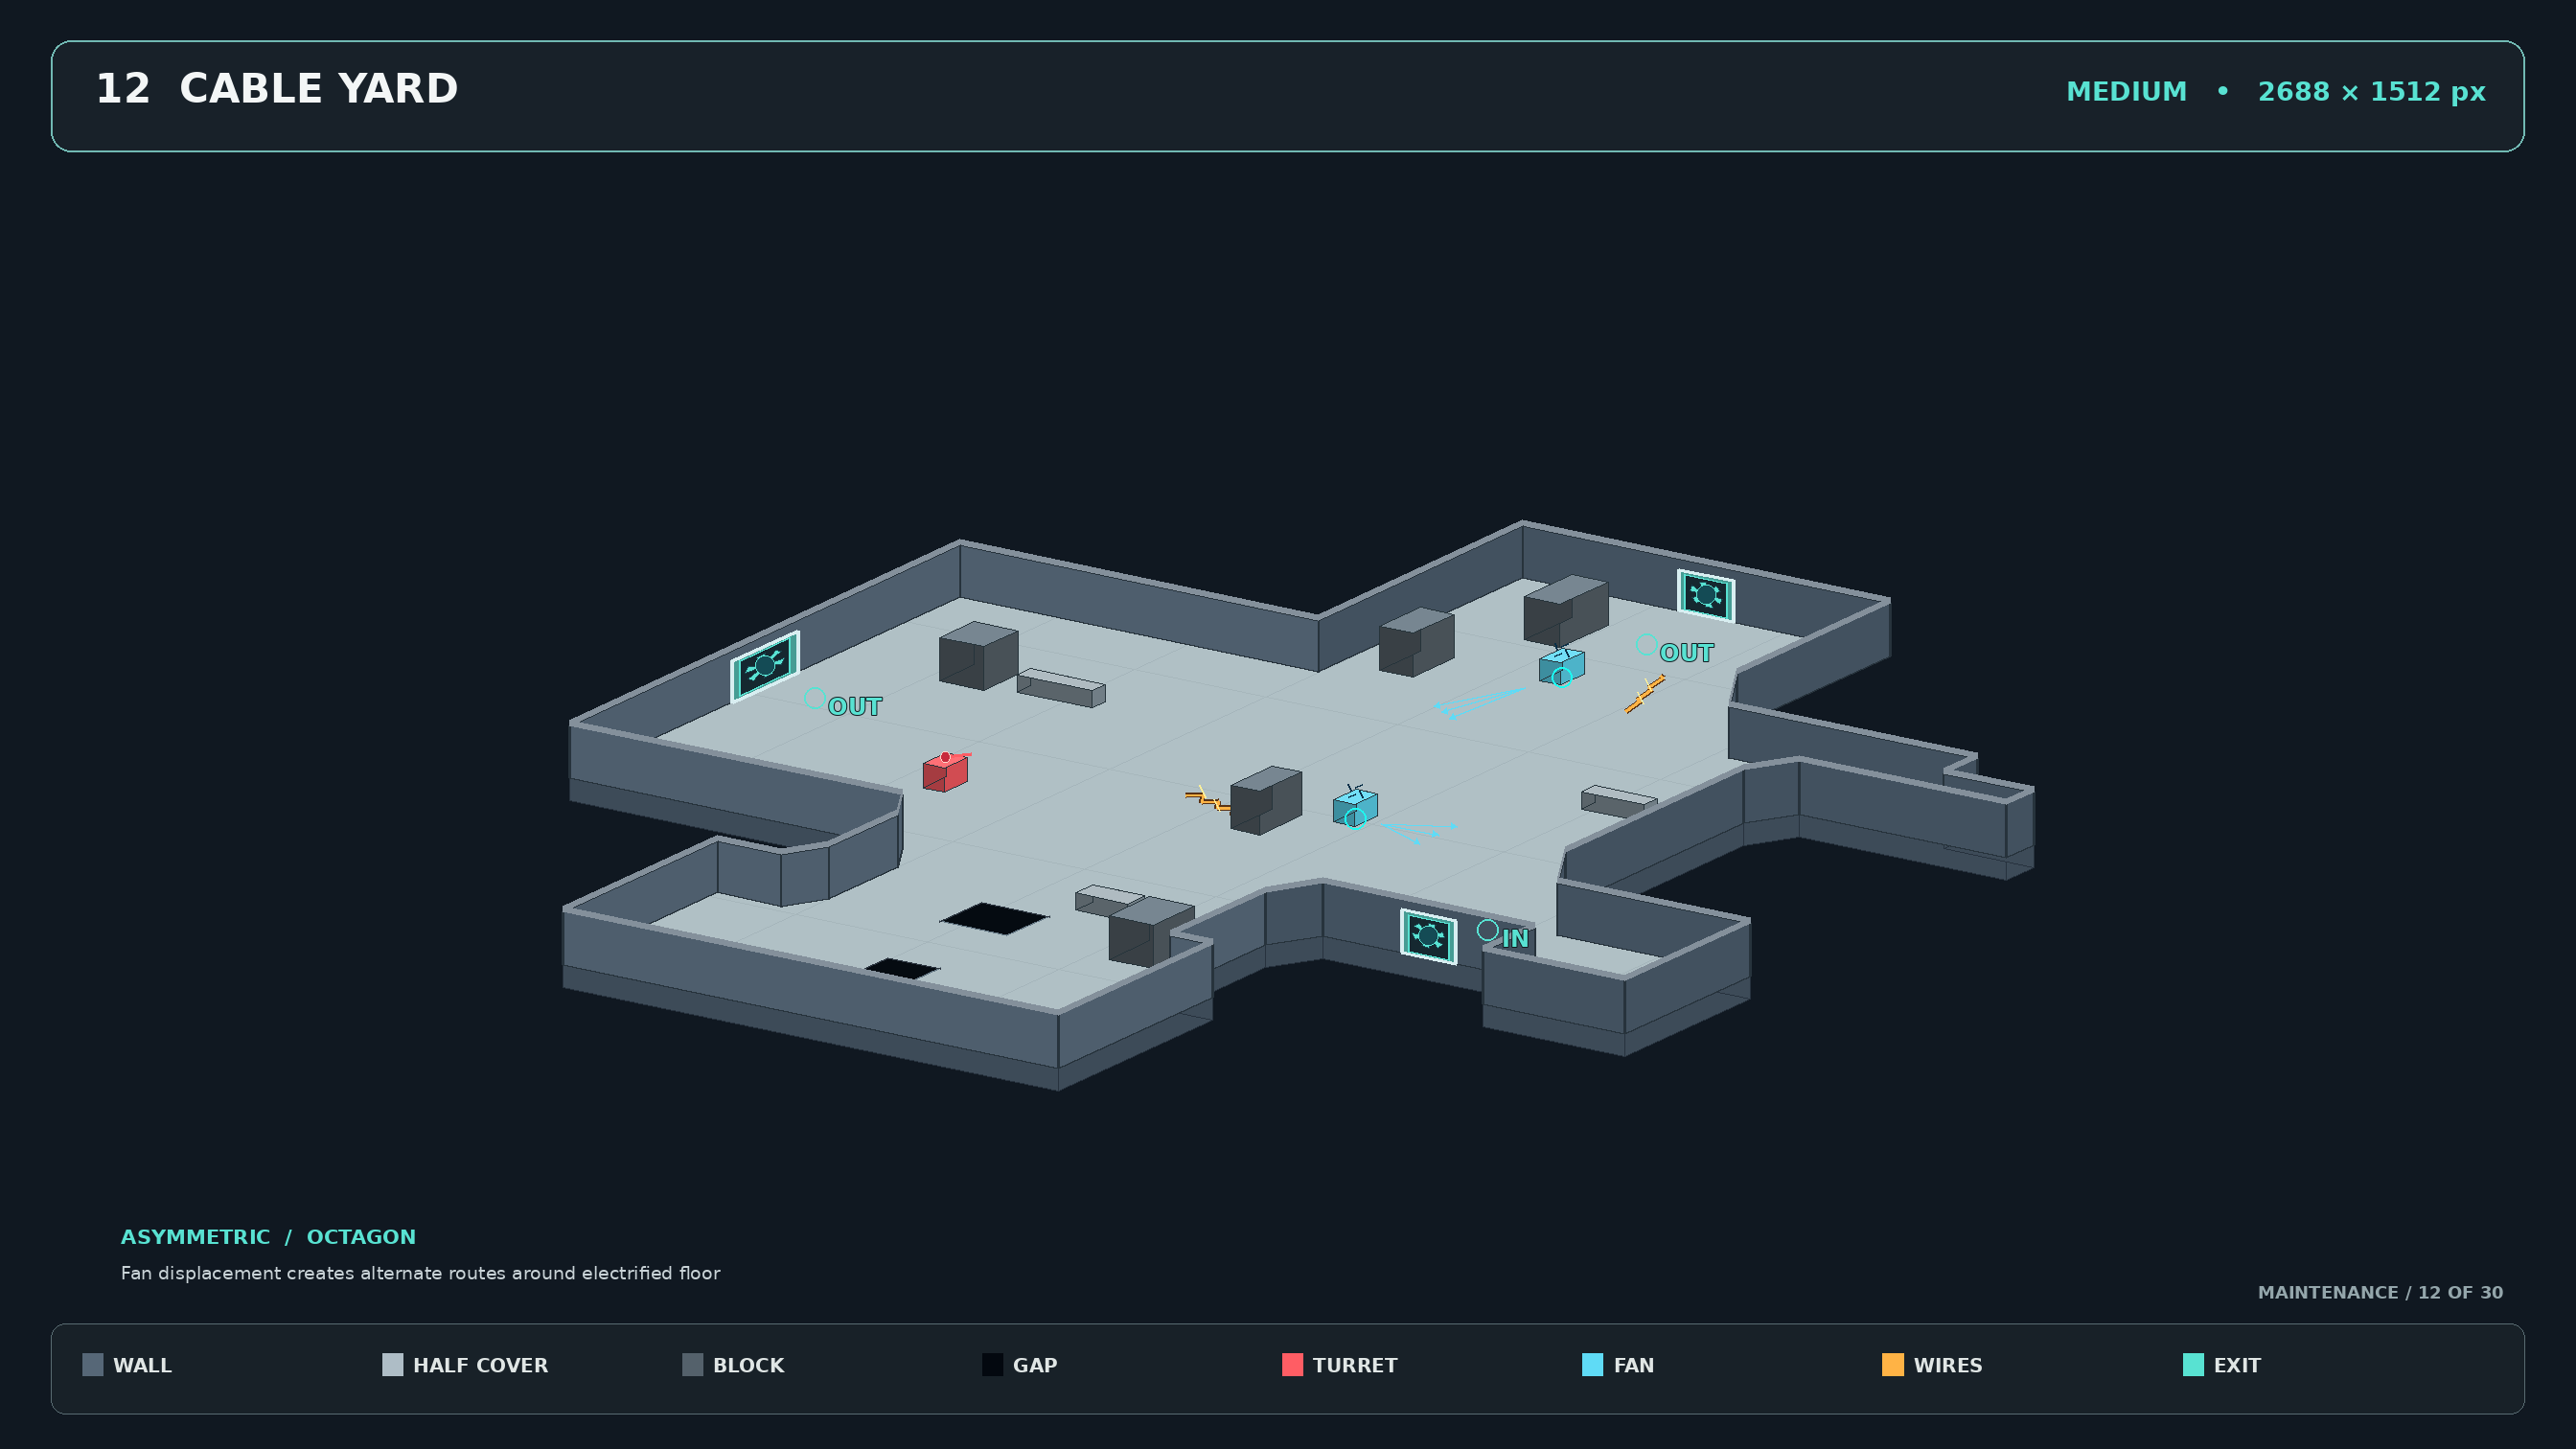 12 CABLE YARD
MEDIUM • 2688 × 1512 px
OUT
OUT
IN
ASYMMETRIC / OCTAGON
Fan displacement creates alternate routes around electrified floor
MAINTENANCE / 12 OF 30
WALL
HALF COVER
BLOCK
GAP
TURRET
FAN
WIRES
EXIT